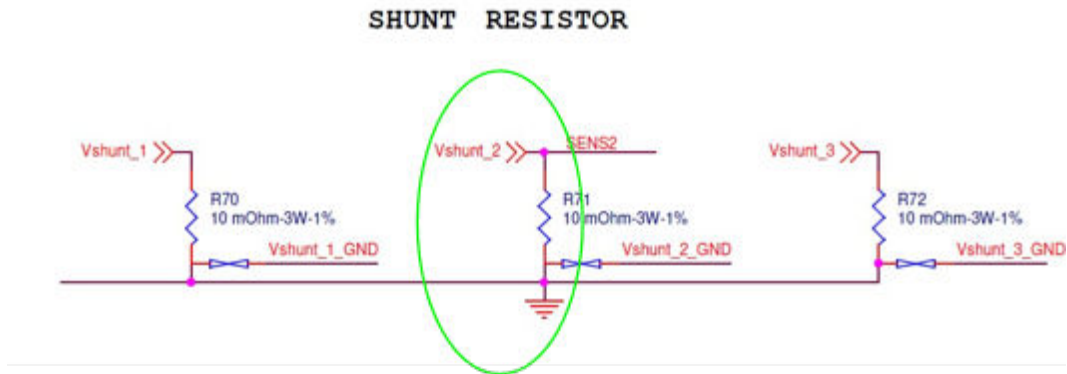 SHUNT RESISTOR
Vshunt_1
R70
10 mOhm-3W-1%
Vshunt_1_GND
Vshunt_2
SENS2
R71
10 mOhm-3W-1%
Vshunt_2_GND
Vshunt_3
R72
10 mOhm-3W-1%
Vshunt_3_GND